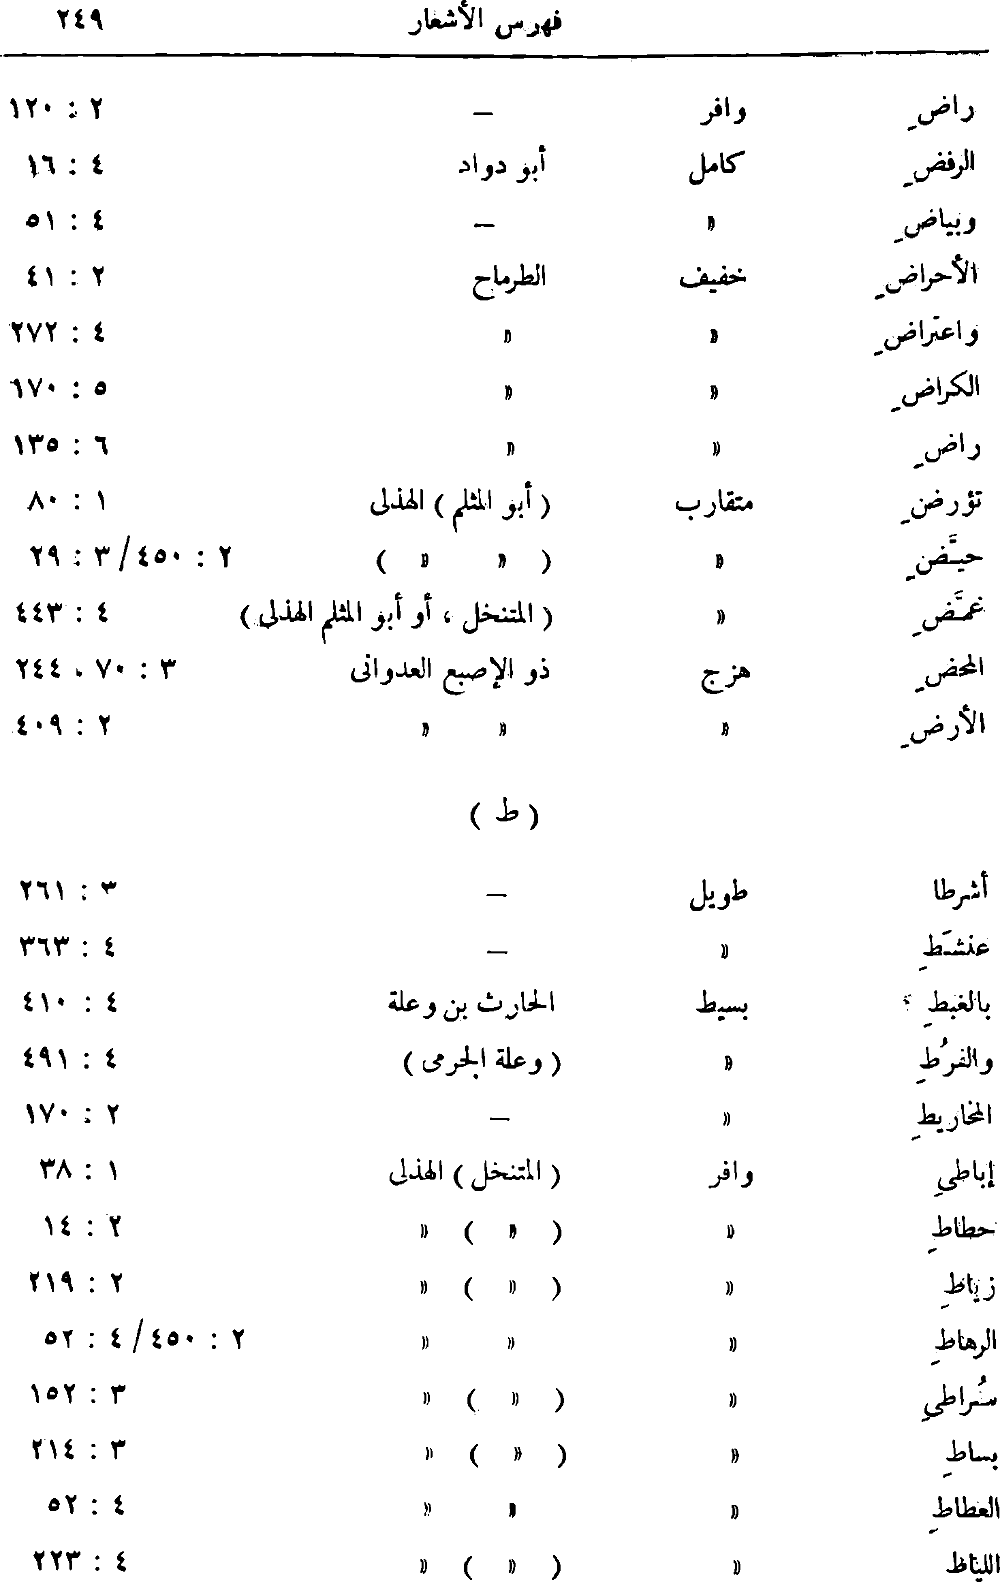 فهرس الأشعار ٢٤٩
راضِ وافر — ٢ : ١٢٠
الرفضِ كامل أبو دواد ٤ : ١٦
وبياضِ » — ٤ : ٥١
الأحراضِ خفيف الطرماح ٢ : ٤١
واعتراضِ » » ٤ : ٢٧٢
الكراضِ » » ٥ : ١٧٠
راضِ » » ٦ : ١٣٥
تؤرضِ متقارب ( أبو المثلم ) الهذلى ١ : ٨٠
حيَّضِ » ( » » ) ٢ : ٤٥٠ / ٣ : ٢٩
غمَّضِ » ( المتنخل ، أو أبو المثلم الهذلى ) ٤ : ٤٤٣
المحضِ هزج ذو الإصبع العدوانى ٣ : ٧٠ ، ٢٤٤
الأرضِ » » » ٢ : ٤٠٩
( ط )
أشرطا طويل — ٣ : ٢٦١
عنشَطِ » — ٤ : ٣٦٣
بالغبطِ بسيط الحارث بن وعلة ٤ : ٤١٠
والفرُطِ » ( وعلة الجرمى ) ٤ : ٤٩١
المخاريطِ » — ٢ : ١٧٠
إباطىِ وافر ( المتنخل ) الهذلى ١ : ٣٨
حطاطِ » ( » ) » ٢ : ١٤
زياطِ » ( » ) » ٢ : ٢١٩
الرهاطِ » » » ٢ : ٤٥٠ / ٤ : ٥٢
سُراطىِ » ( » ) » ٣ : ١٥٢
بساطِ » ( » ) » ٣ : ٢١٤
الغطاطِ » » » ٤ : ٥٢
اللياط » ( » ) » ٤ : ٢٢٣